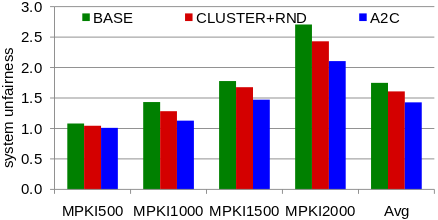 3.0
BASE CLUSTER+RND A2C
2.5
2.0
1.5
1.0
0.5
0.0
system unfairness
MPKI500 MPKI1000 MPKI1500 MPKI2000 Avg